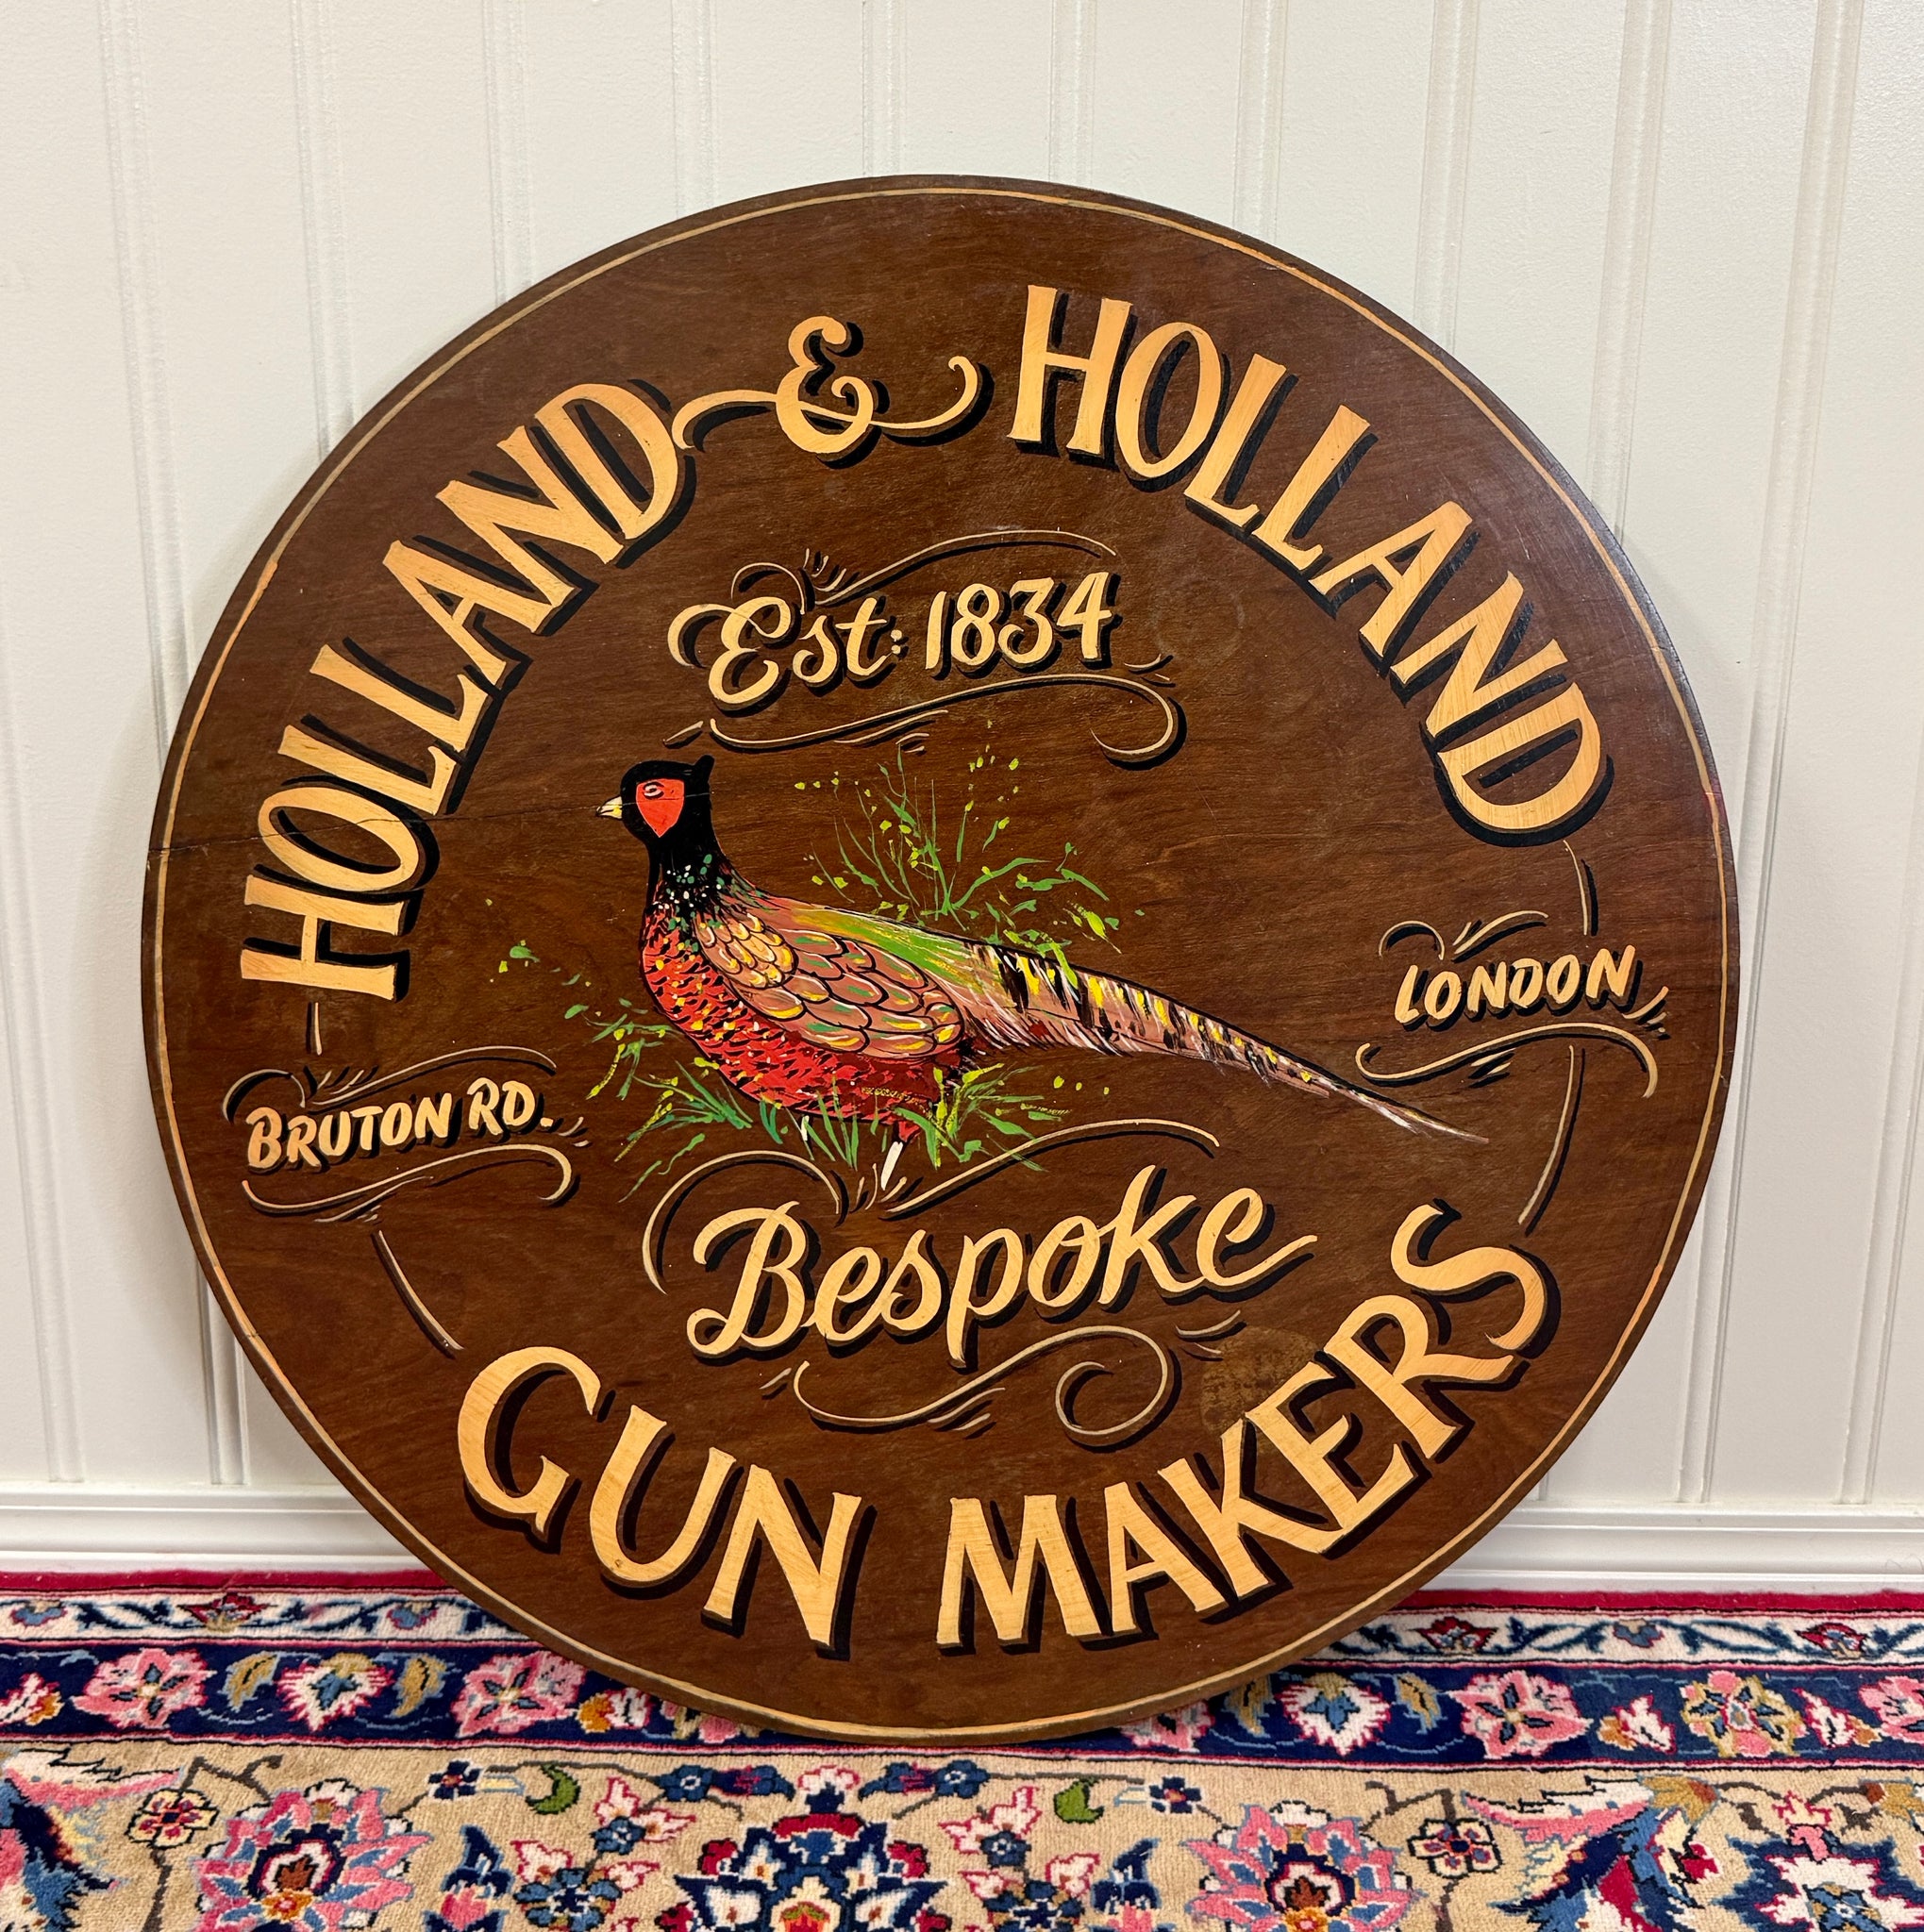 HOLLAND & HOLLAND
Est: 1834
LONDON
BRUTON RD.
Bespoke
GUN MAKERS